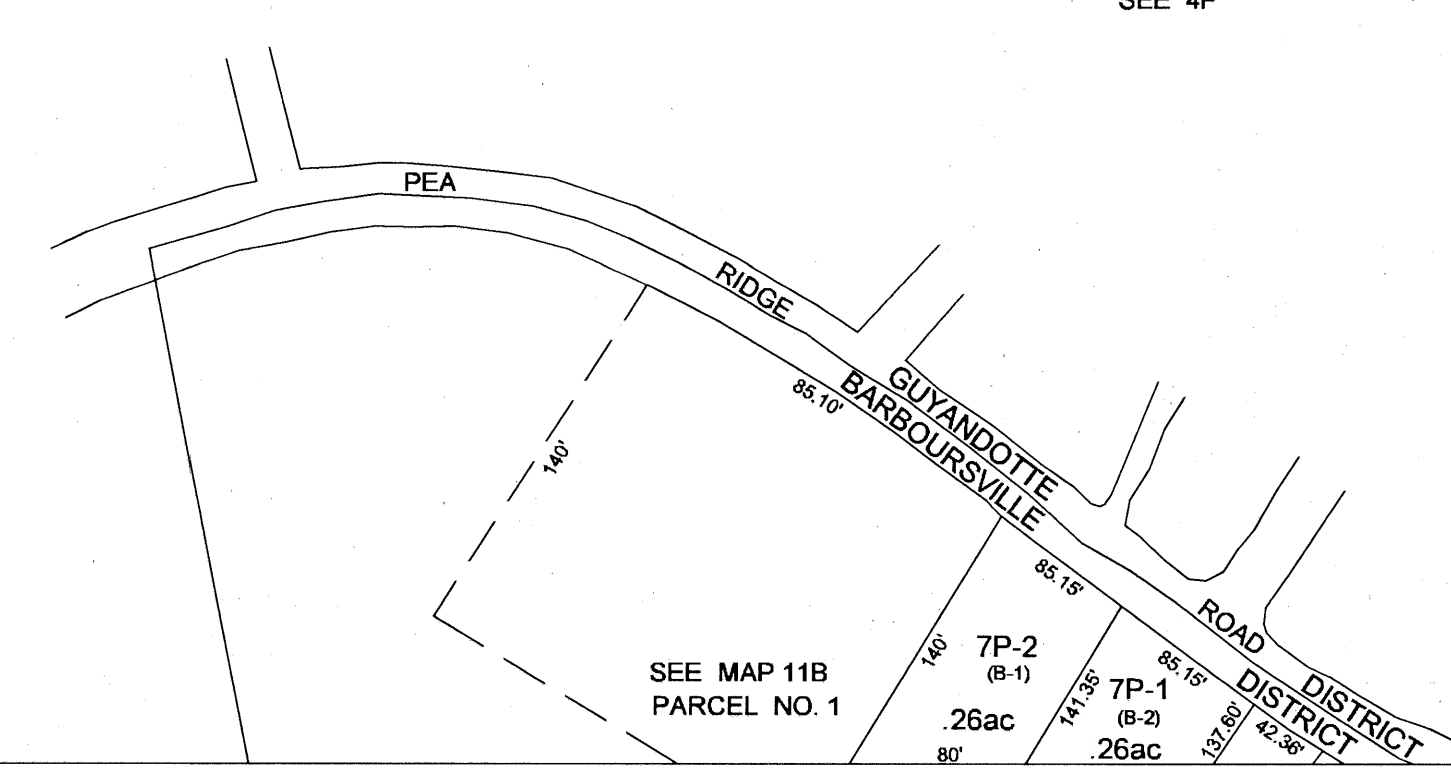 SEE 4P
PEA RIDGE ROAD
GUYANDOTTE DISTRICT
BARBOURSVILLE DISTRICT
85.10'
140'
85.15'
140'
7P-2
(B-1)
.26ac
80'
SEE MAP 11B
PARCEL NO. 1
141.35'
85.15'
7P-1
(B-2)
.26ac
137.60'
42.36'